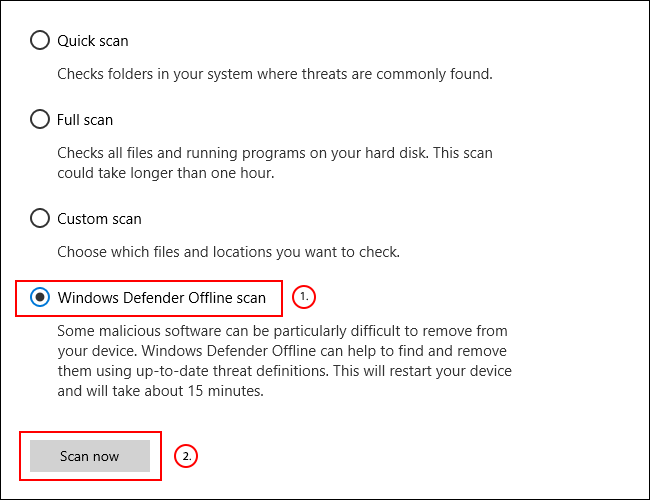 Quick scan
Checks folders in your system where threats are commonly found.
Full scan
Checks all files and running programs on your hard disk. This scan
could take longer than one hour.
Custom scan
Choose which files and locations you want to check.
Windows Defender Offline scan
1.
Some malicious software can be particularly difficult to remove from
your device. Windows Defender Offline can help to find and remove
them using up-to-date threat definitions. This will restart your device
and will take about 15 minutes.
Scan now
2.